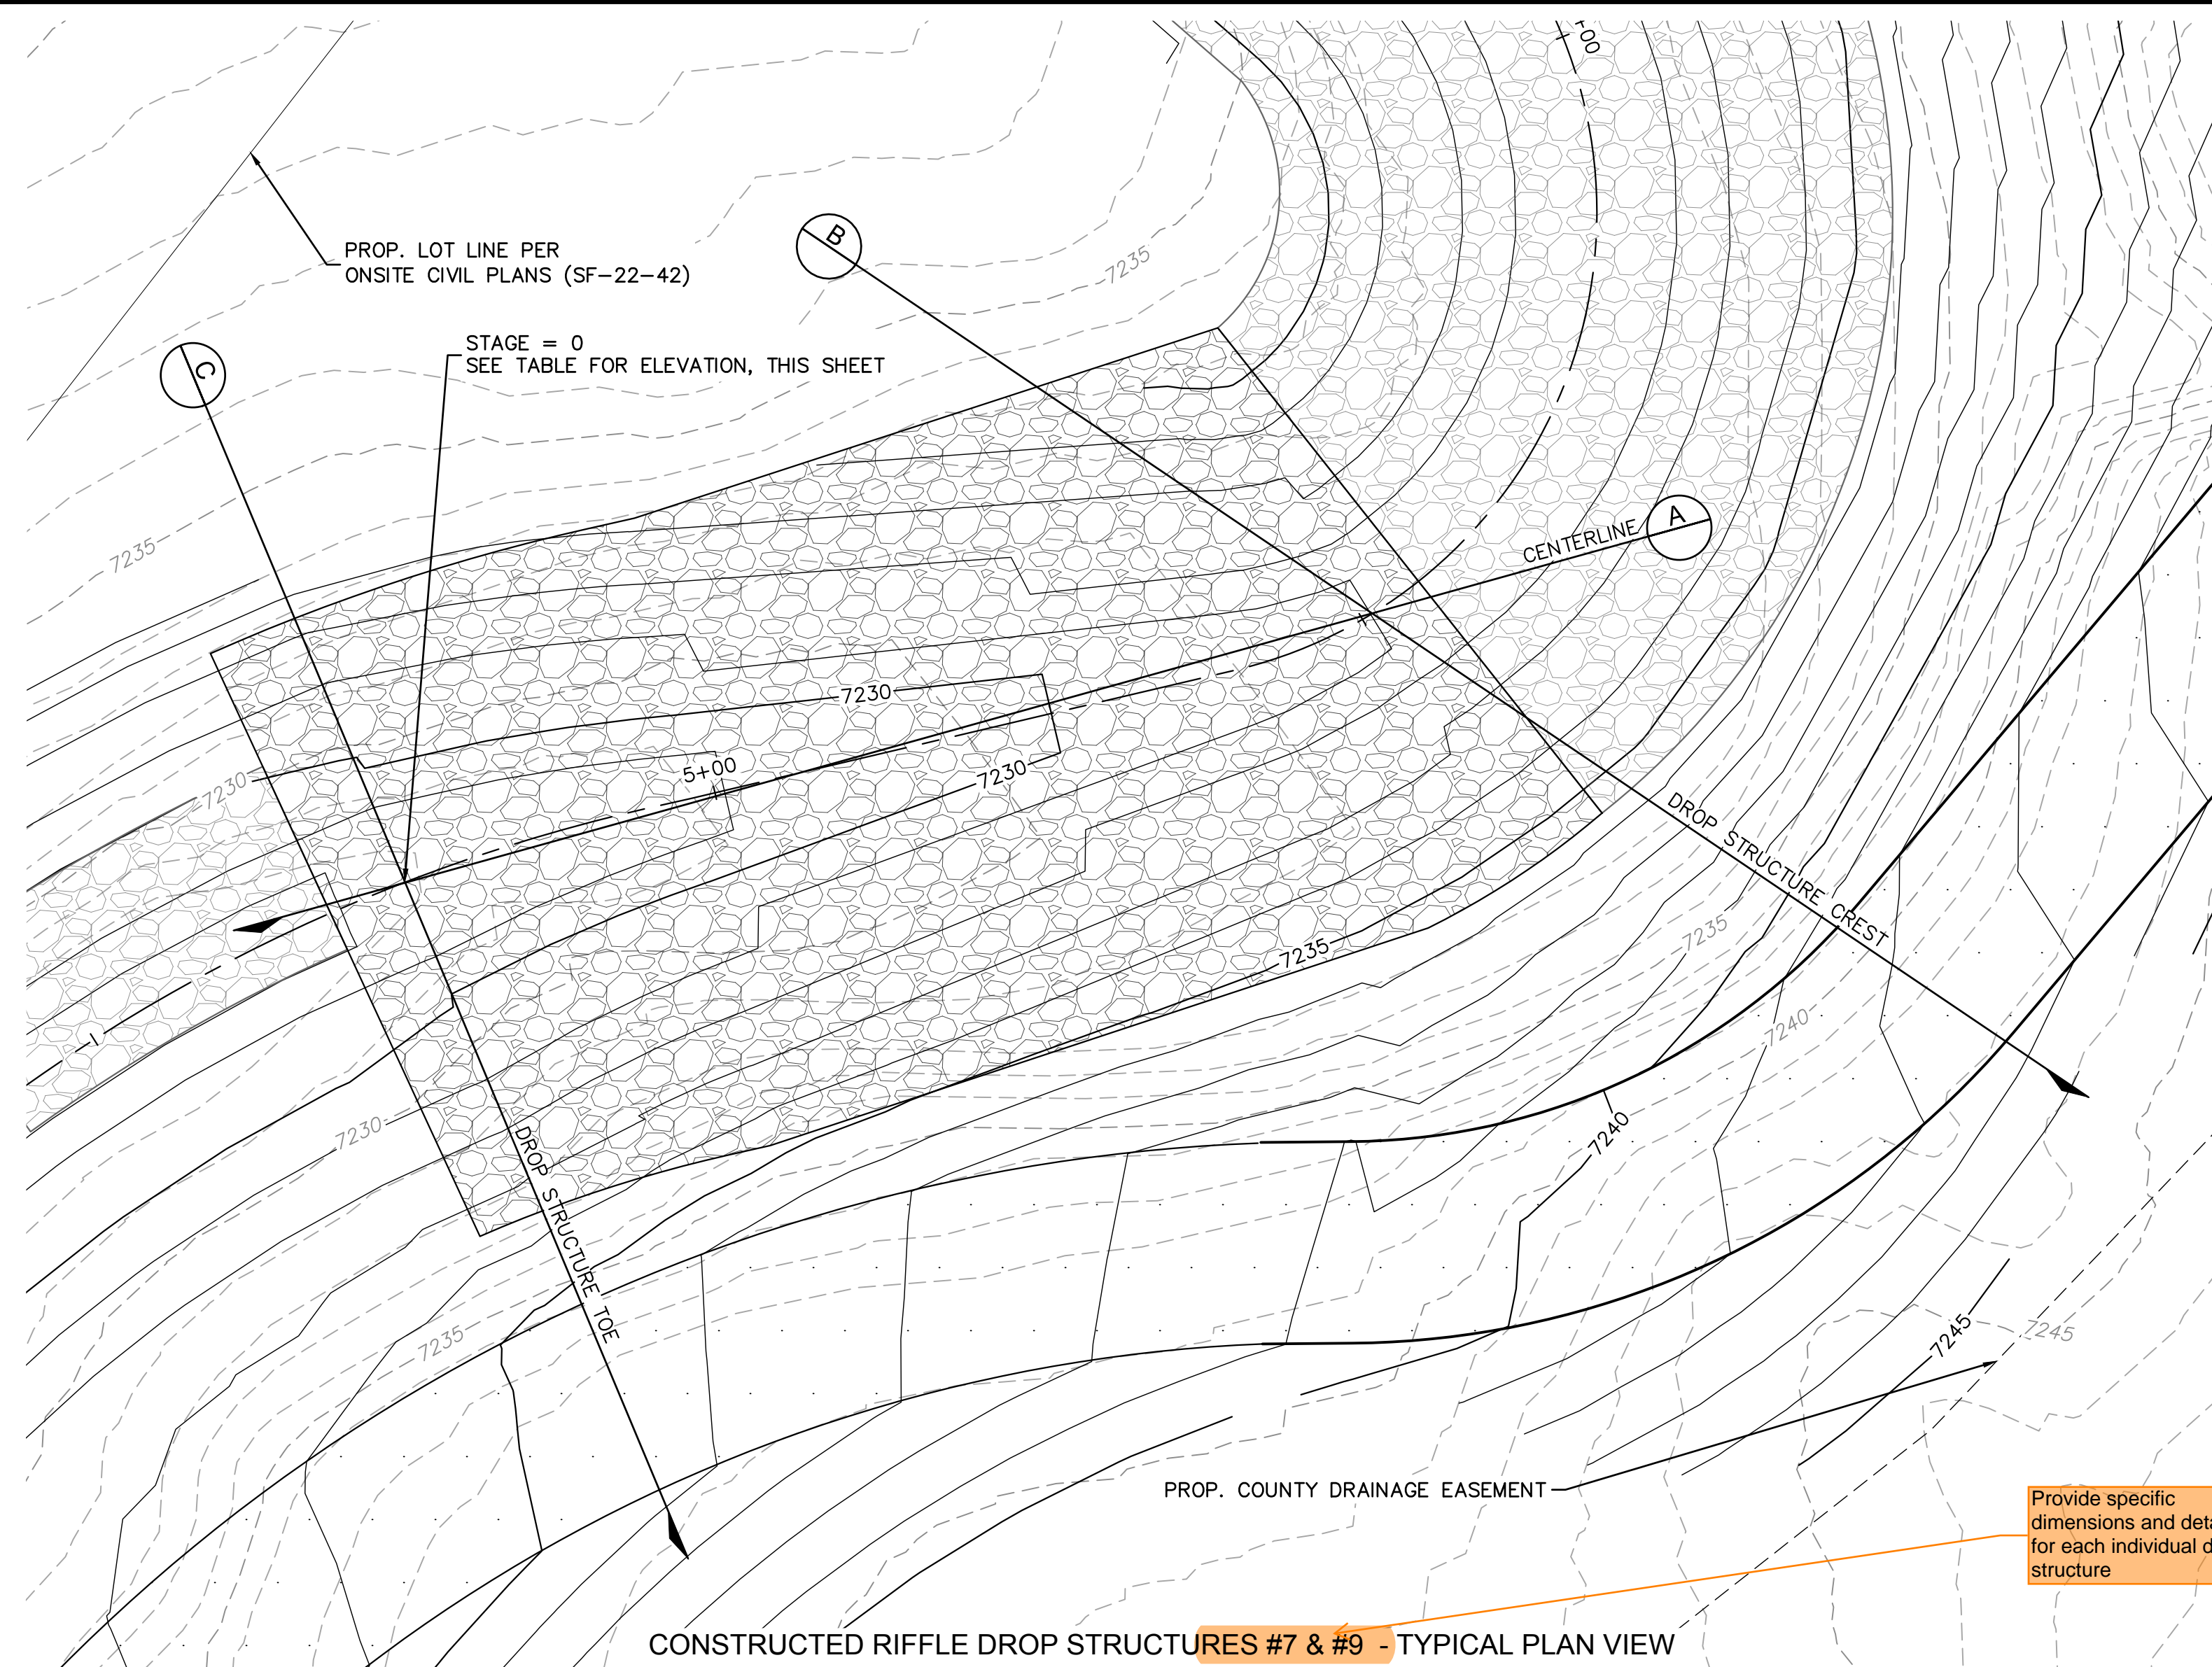 +00
PROP. LOT LINE PER
ONSITE CIVIL PLANS (SF-22-42)
B
7235
STAGE = 0
SEE TABLE FOR ELEVATION, THIS SHEET
C
A
CENTERLINE
7235
7230
5+00
7230
7230
DROP STRUCTURE CREST
7235
7235
7240
7230
7240
DROP STRUCTURE TOE
7235
7245
7245
PROP. COUNTY DRAINAGE EASEMENT
Provide specific
dimensions and deta
for each individual d
structure
CONSTRUCTED RIFFLE DROP STRUCTURES #7 & #9 - TYPICAL PLAN VIEW